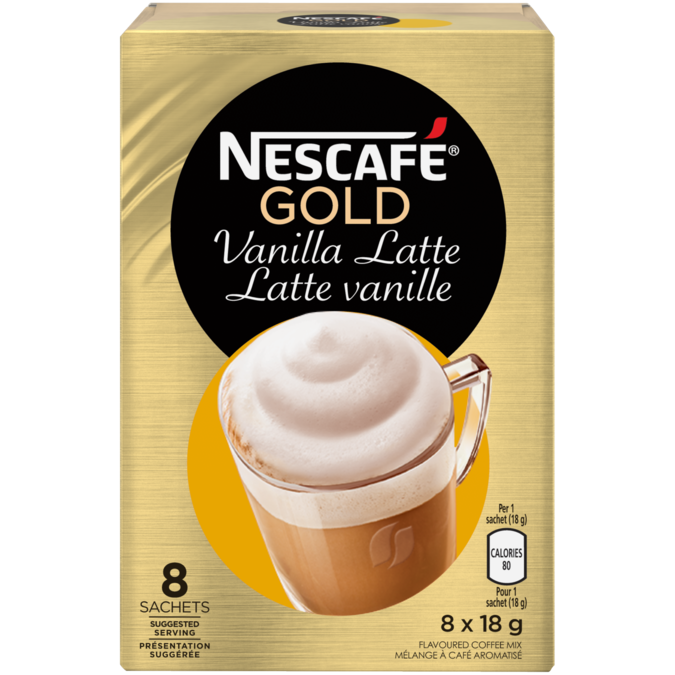 NESCAFÉ®
GOLD
Vanilla Latte
Latte vanille
8
SACHETS
SUGGESTED
SERVING
PRÉSENTATION
SUGGÉRÉE
Per 1
sachet (18 g)
CALORIES
80
Pour 1
sachet (18 g)
8 x 18 g
FLAVOURED COFFEE MIX
MÉLANGE À CAFÉ AROMATISÉ